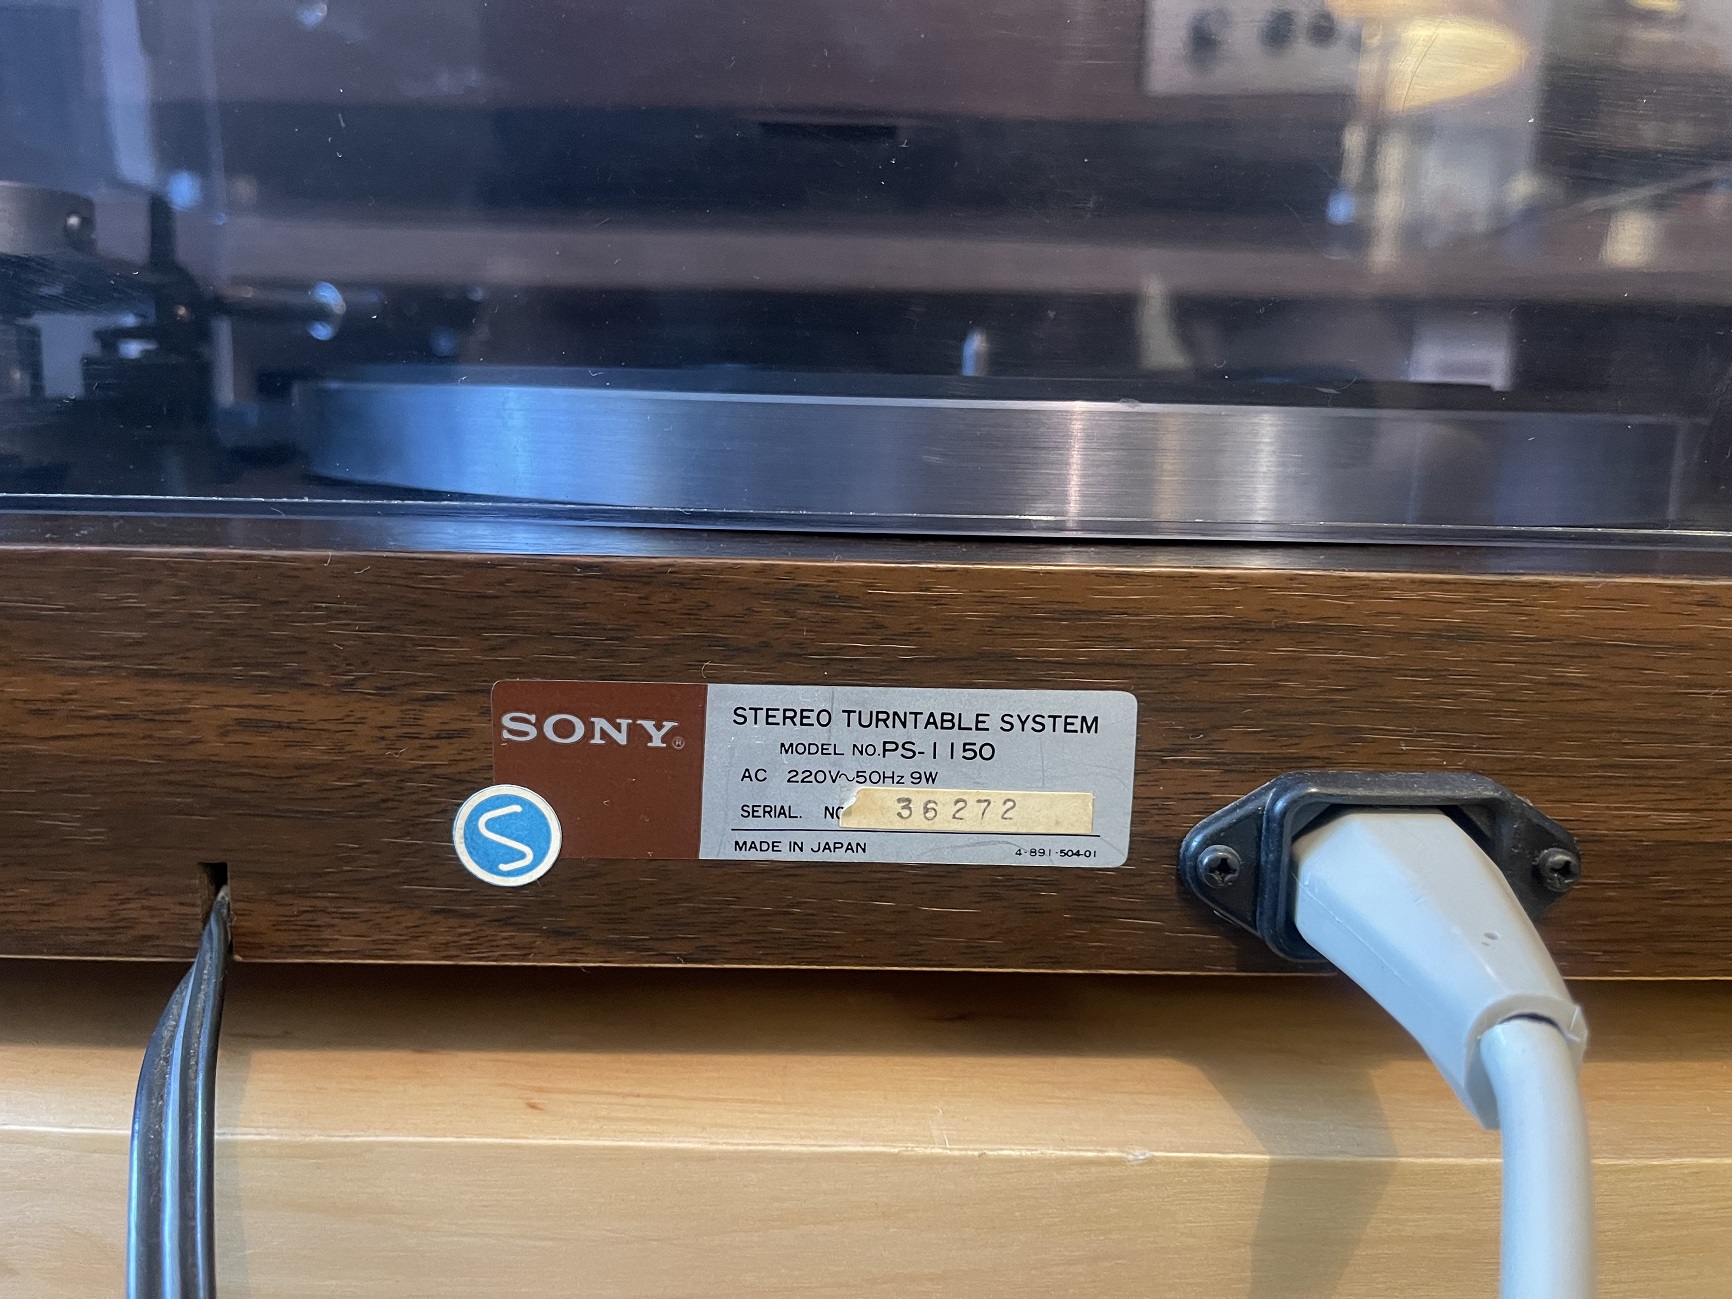 SONY®
STEREO TURNTABLE SYSTEM
MODEL NO.PS-1150
AC 220V~50Hz 9W
SERIAL. NO 36272
MADE IN JAPAN 4-891-504-01
S